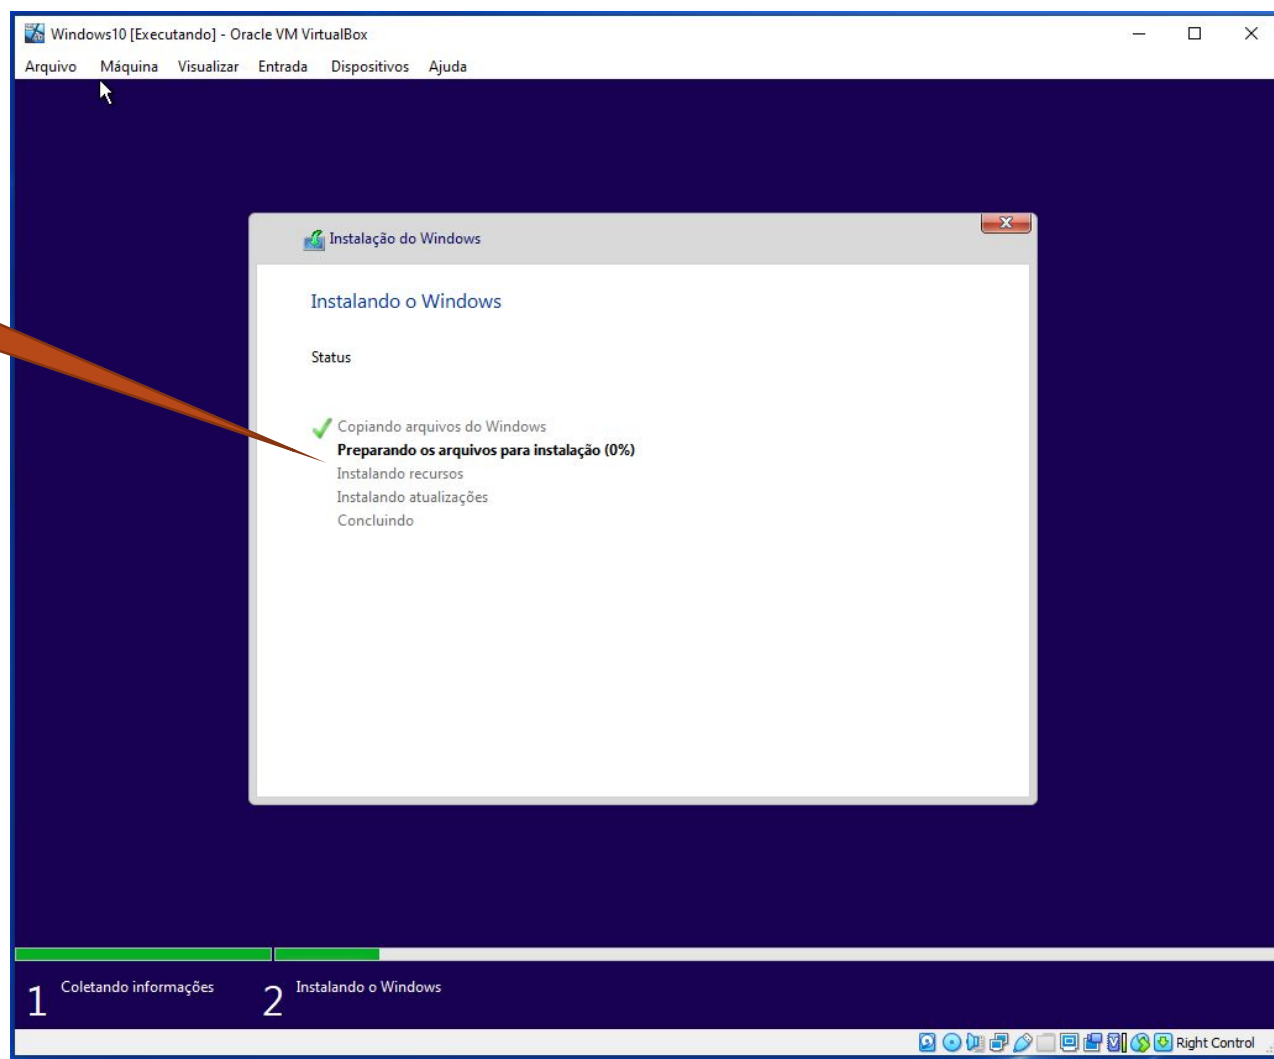 Windows10 [Executando] - Oracle VM VirtualBox
Arquivo Máquina Visualizar Entrada Dispositivos Ajuda
Instalação do Windows
Instalando o Windows
Status
Copiando arquivos do Windows
Preparando os arquivos para instalação (0%)
Instalando recursos
Instalando atualizações
Concluindo
1 Coletando informações 2 Instalando o Windows
Right Control